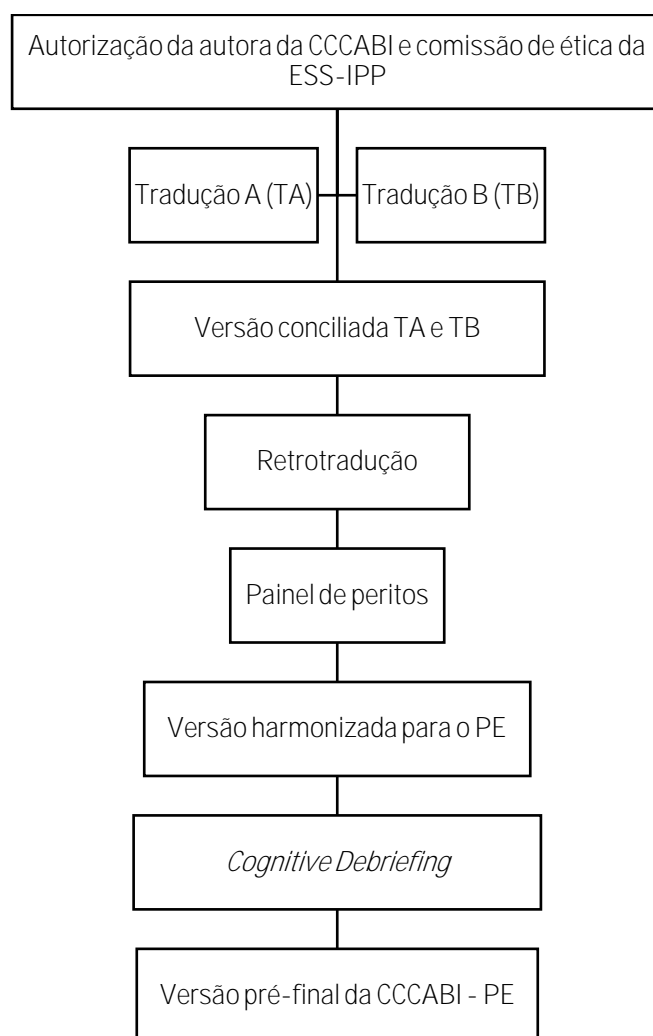 Autorização da autora da CCCABI e comissão de ética da
ESS-IPP
Tradução A (TA)
Tradução B (TB)
Versão conciliada TA e TB
Retrotradução
Painel de peritos
Versão harmonizada para o PE
Cognitive Debriefing
Versão pré-final da CCCABI - PE